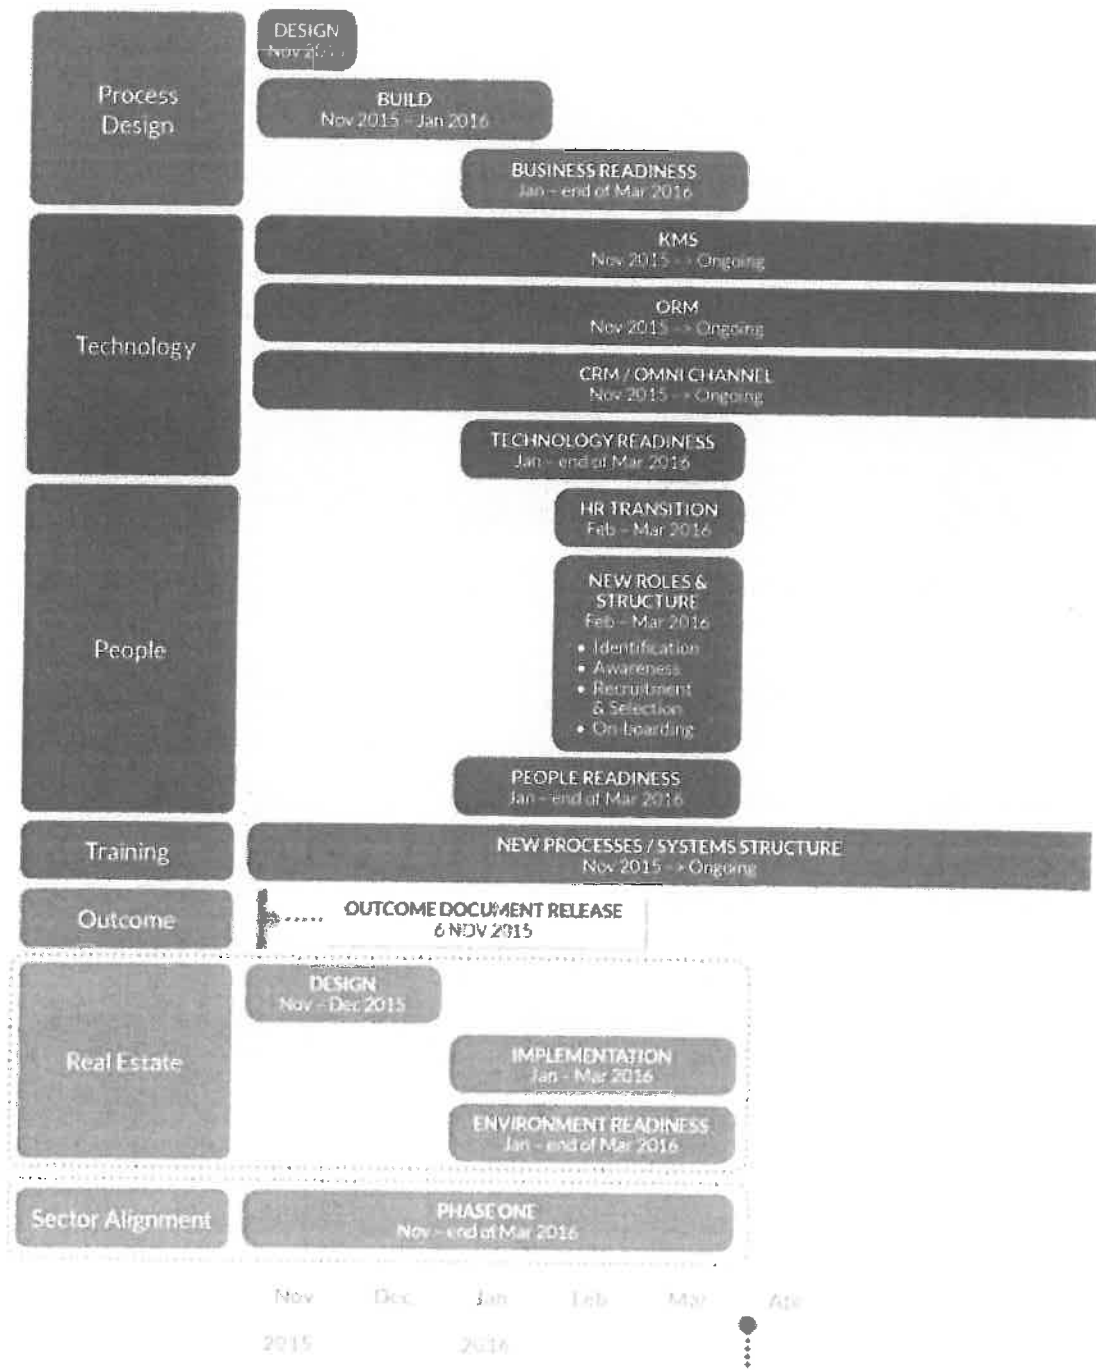 Process
Design
DESIGN
Nov 2015
BUILD
Nov 2015 – Jan 2016
BUSINESS READINESS
Jan – end of Mar 2016
Technology
KMS
Nov 2015 -> Ongoing
ORM
Nov 2015 -> Ongoing
CRM / OMNI CHANNEL
Nov 2015 -> Ongoing
TECHNOLOGY READINESS
Jan – end of Mar 2016
People
HR TRANSITION
Feb – Mar 2016
NEW ROLES &
STRUCTURE
Feb – Mar 2016
• Identification
• Awareness
• Recruitment
& Selection
• On-boarding
PEOPLE READINESS
Jan – end of Mar 2016
Training
NEW PROCESSES / SYSTEMS STRUCTURE
Nov 2015 -> Ongoing
Outcome
OUTCOME DOCUMENT RELEASE
6 NOV 2015
Real Estate
DESIGN
Nov – Dec 2015
IMPLEMENTATION
Jan – Mar 2016
ENVIRONMENT READINESS
Jan – end of Mar 2016
Sector Alignment
PHASE ONE
Nov – end of Mar 2016
Nov Dec Jan Feb Mar Apr
2015 2016